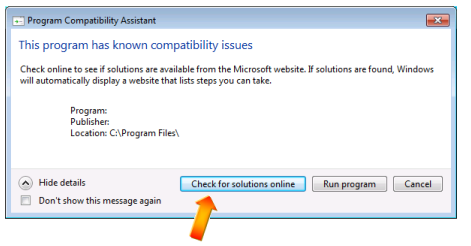 Program Compatibility Assistant
This program has known compatibility issues
Check online to see if solutions are available from the Microsoft website. If solutions are found, Windows
will automatically display a website that lists steps you can take.
Program:
Publisher:
Location: C:\Program Files\
Hide details
Check for solutions online
Run program
Cancel
Don't show this message again